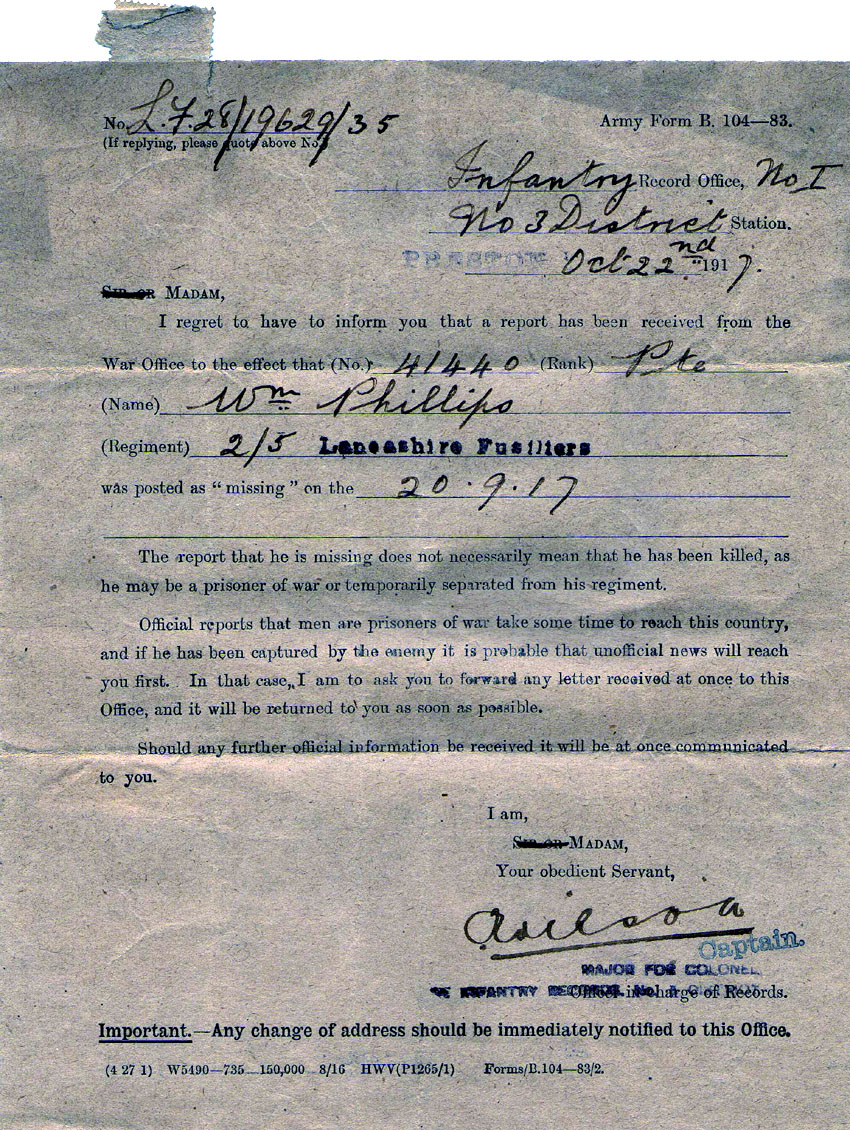 No. L.F.28/19629/35
Army Form B. 104—83.
(If replying, please quote above No.)
Infantry Record Office, No I
No 3 District Station.
PRESTON Oct 22nd 1917.
Sir or Madam,
I regret to have to inform you that a report has been received from the
War Office to the effect that (No.) 41440 (Rank) Pte
(Name) Wm Phillips
(Regiment) 2/5 Lancashire Fusiliers
was posted as “missing” on the 20.9.17
The report that he is missing does not necessarily mean that he has been killed, as
he may be a prisoner of war or temporarily separated from his regiment.
Official reports that men are prisoners of war take some time to reach this country,
and if he has been captured by the enemy it is probable that unofficial news will reach
you first. In that case, I am to ask you to forward any letter received at once to this
Office, and it will be returned to you as soon as possible.
Should any further official information be received it will be at once communicated
to you.
I am,
Sir or Madam,
Your obedient Servant,
Captain.
MAJOR FOR COLONEL
INFANTRY RECORDS, No. Officer in charge of Records.
Important.—Any change of address should be immediately notified to this Office.
(4 27 1) W5490—735 150,000 8/16 HWV(P1265/1) Forms/B.104—83/2.